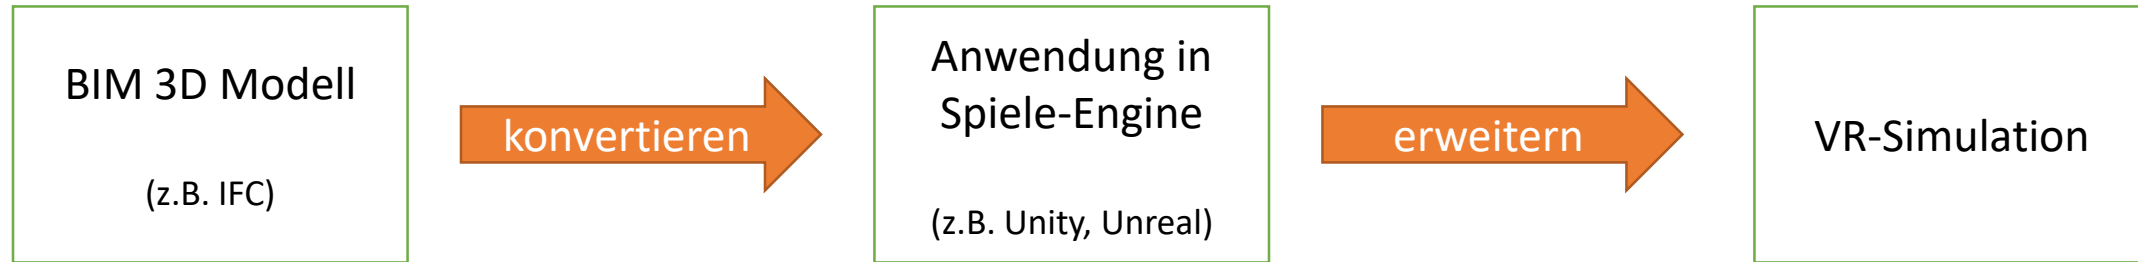 BIM 3D Modell
(z.B. IFC)
konvertieren
Anwendung in
Spiele-Engine
(z.B. Unity, Unreal)
erweitern
VR-Simulation